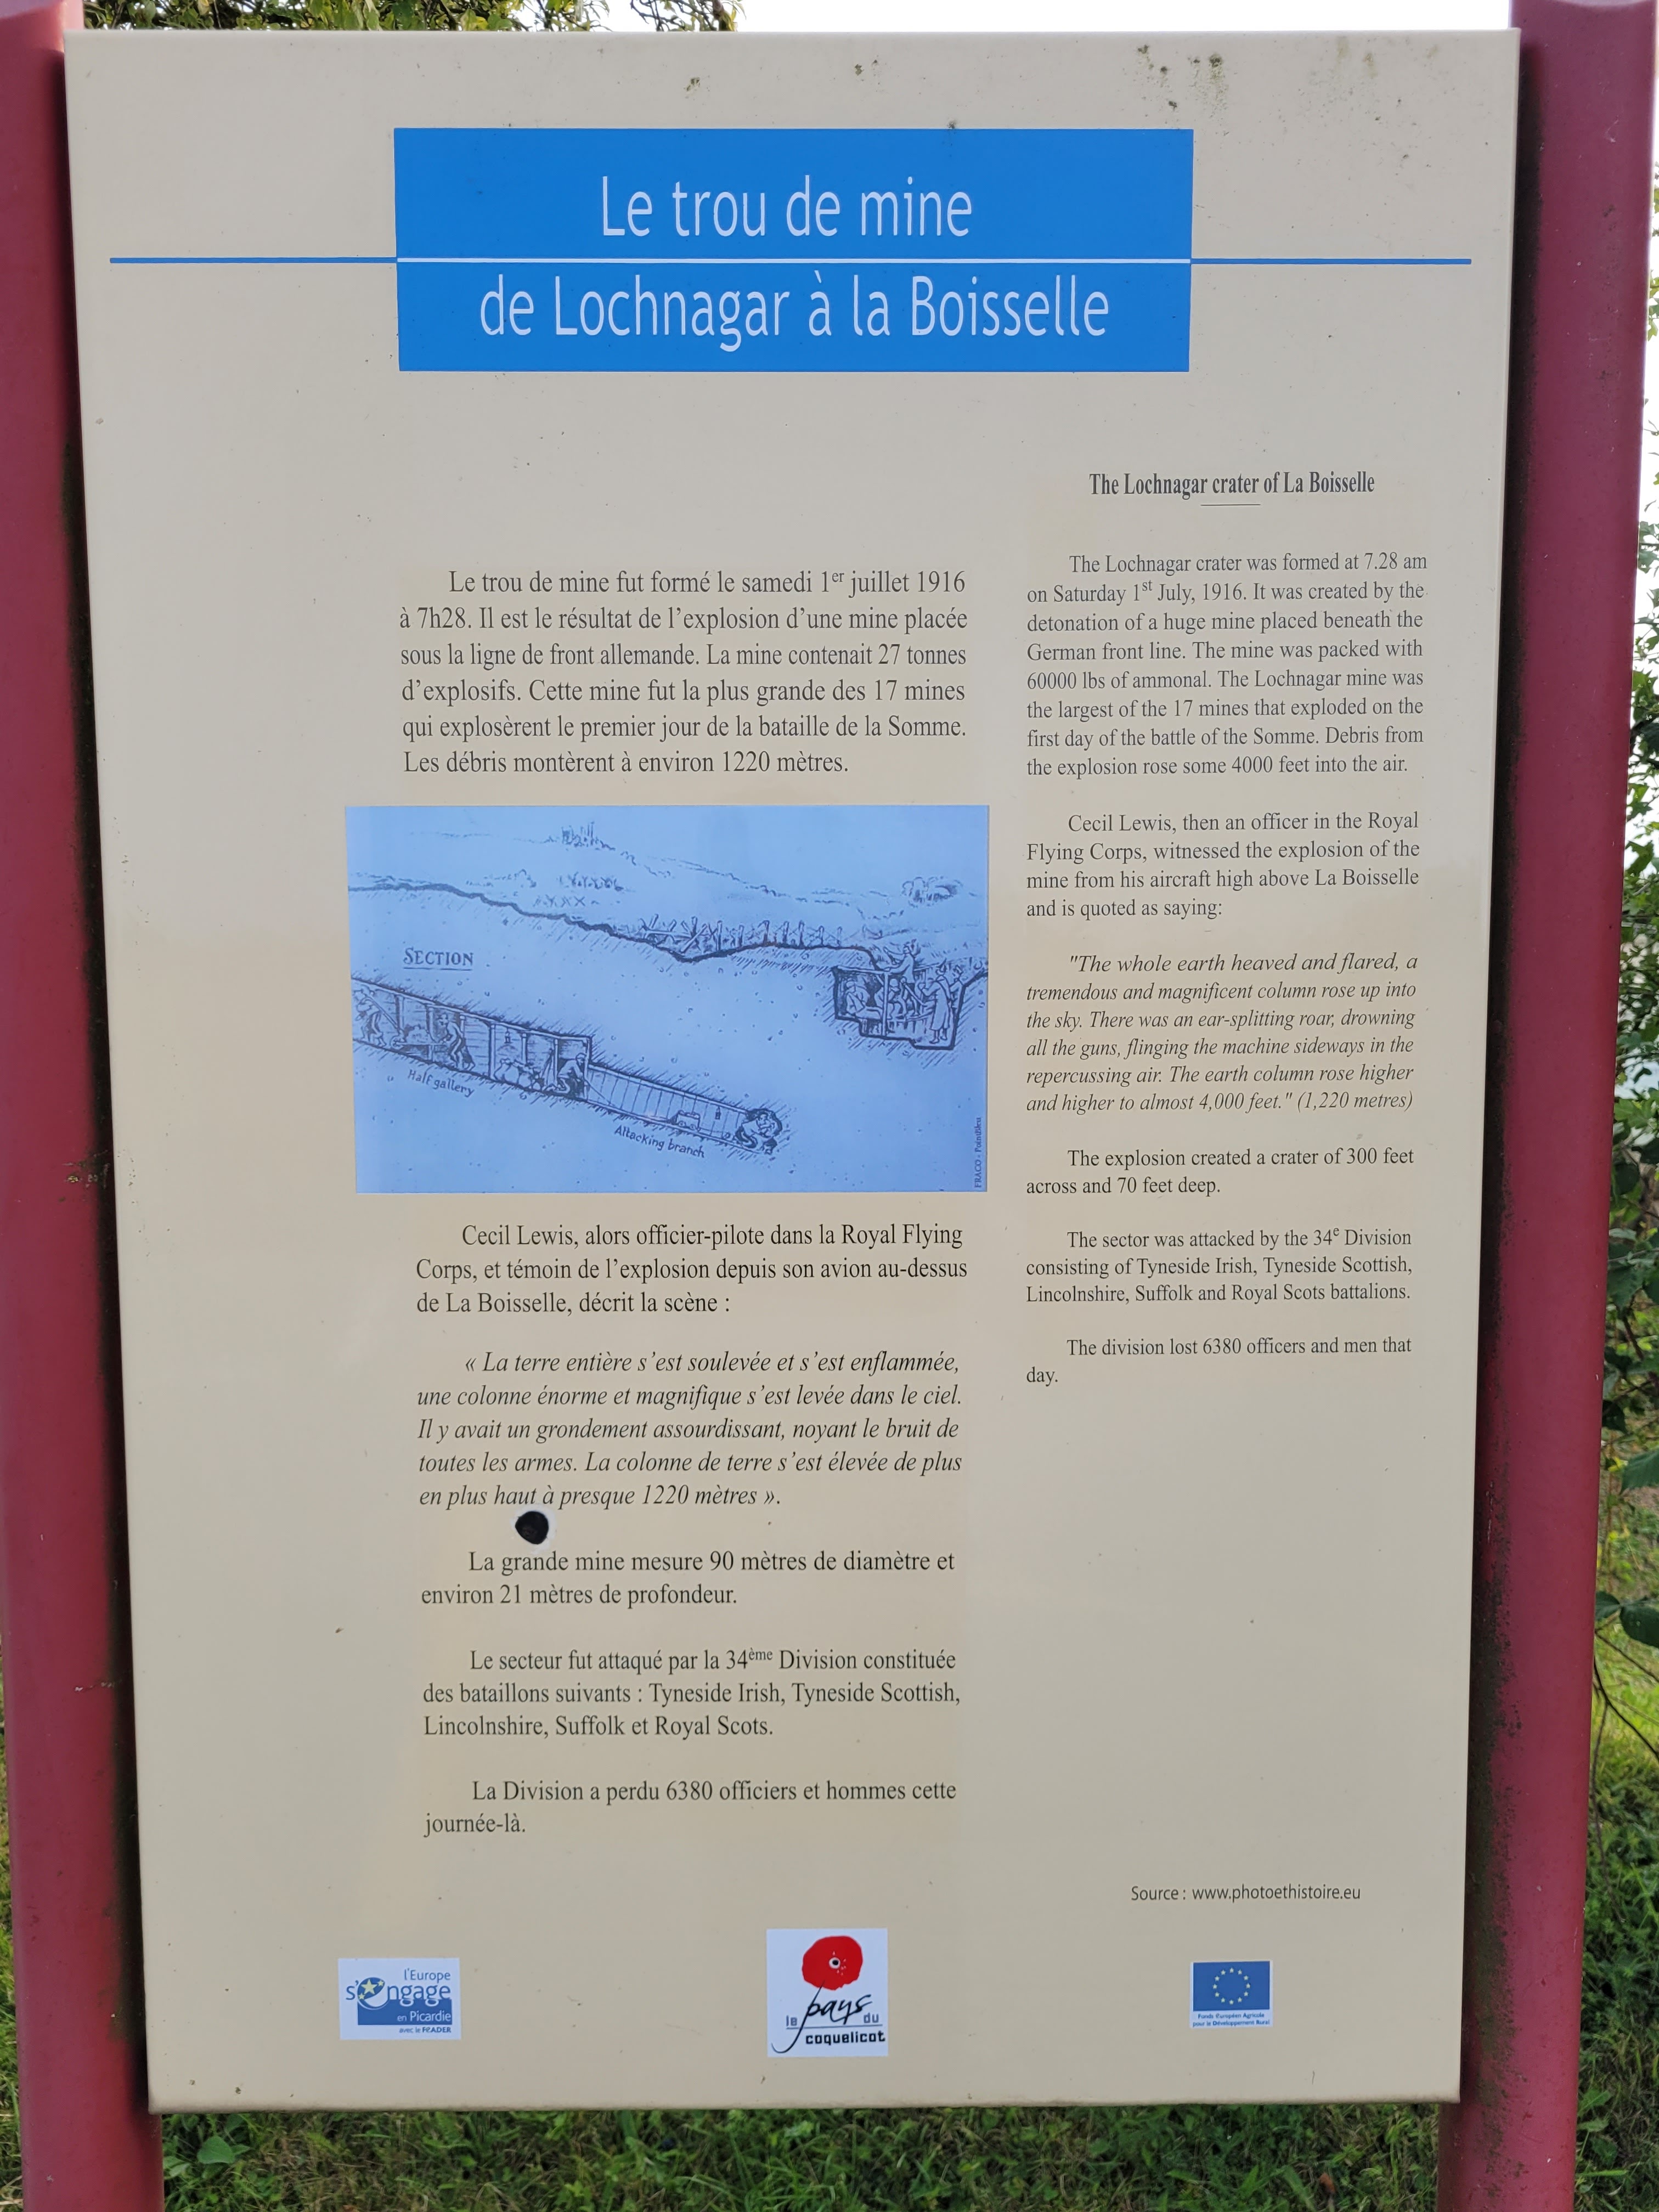 Le trou de mine
de Lochnagar à la Boisselle
Le trou de mine fut formé le samedi 1er juillet 1916
à 7h28. Il est le résultat de l’explosion d’une mine placée
sous la ligne de front allemande. La mine contenait 27 tonnes
d’explosifs. Cette mine fut la plus grande des 17 mines
qui explosèrent le premier jour de la bataille de la Somme.
Les débris montèrent à environ 1220 mètres.
SECTION
Half gallery
Attacking branch
FRACO - PointBleu
Cecil Lewis, alors officier-pilote dans la Royal Flying
Corps, et témoin de l’explosion depuis son avion au-dessus
de La Boisselle, décrit la scène :
« La terre entière s’est soulevée et s’est enflammée,
une colonne énorme et magnifique s’est levée dans le ciel.
Il y avait un grondement assourdissant, noyant le bruit de
toutes les armes. La colonne de terre s’est élevée de plus
en plus haut à presque 1220 mètres ».
La grande mine mesure 90 mètres de diamètre et
environ 21 mètres de profondeur.
Le secteur fut attaqué par la 34ème Division constituée
des bataillons suivants : Tyneside Irish, Tyneside Scottish,
Lincolnshire, Suffolk et Royal Scots.
La Division a perdu 6380 officiers et hommes cette
journée-là.
The Lochnagar crater of La Boisselle
The Lochnagar crater was formed at 7.28 am
on Saturday 1st July, 1916. It was created by the
detonation of a huge mine placed beneath the
German front line. The mine was packed with
60000 lbs of ammonal. The Lochnagar mine was
the largest of the 17 mines that exploded on the
first day of the battle of the Somme. Debris from
the explosion rose some 4000 feet into the air.
Cecil Lewis, then an officer in the Royal
Flying Corps, witnessed the explosion of the
mine from his aircraft high above La Boisselle
and is quoted as saying:
"The whole earth heaved and flared, a
tremendous and magnificent column rose up into
the sky. There was an ear-splitting roar, drowning
all the guns, flinging the machine sideways in the
repercussing air. The earth column rose higher
and higher to almost 4,000 feet." (1,220 metres)
The explosion created a crater of 300 feet
across and 70 feet deep.
The sector was attacked by the 34e Division
consisting of Tyneside Irish, Tyneside Scottish,
Lincolnshire, Suffolk and Royal Scots battalions.
The division lost 6380 officers and men that
day.
Source : www.photoethistoire.eu
l'Europe
s'engage
en Picardie
avec le FEADER
le pays du
coquelicot
Fonds Européen Agricole
pour le Développement Rural